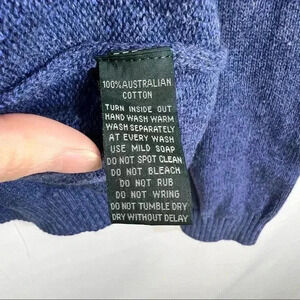 100% AUSTRALIAN
COTTON
TURN INSIDE OUT
HAND WASH WARM
WASH SEPARATELY
AT EVERY WASH
USE MILD SOAP
DO NOT SPOT CLEAN
DO NOT BLEACH
DO NOT RUB
DO NOT WRING
DO NOT TUMBLE DRY
DRY WITHOUT DELAY